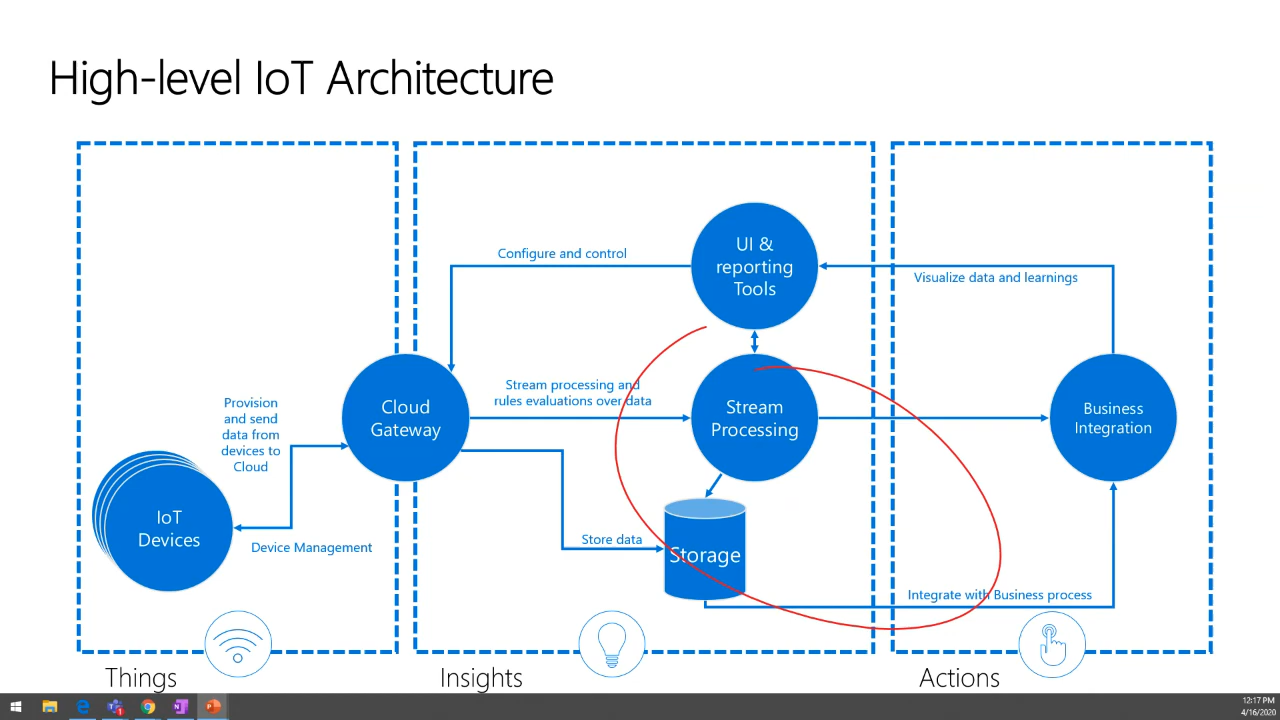 High-level IoT Architecture
UI &
reporting
Tools
Configure and control
Visualize data and learnings
Stream processing and
rules evaluations over data
Provision
and send
data from
devices to
Cloud
Cloud
Gateway
Stream
Processing
Business
Integration
IoT
Devices
Device Management
Store data
Storage
Integrate with Business process
Things
Insights
Actions
12:17 PM
4/16/2020